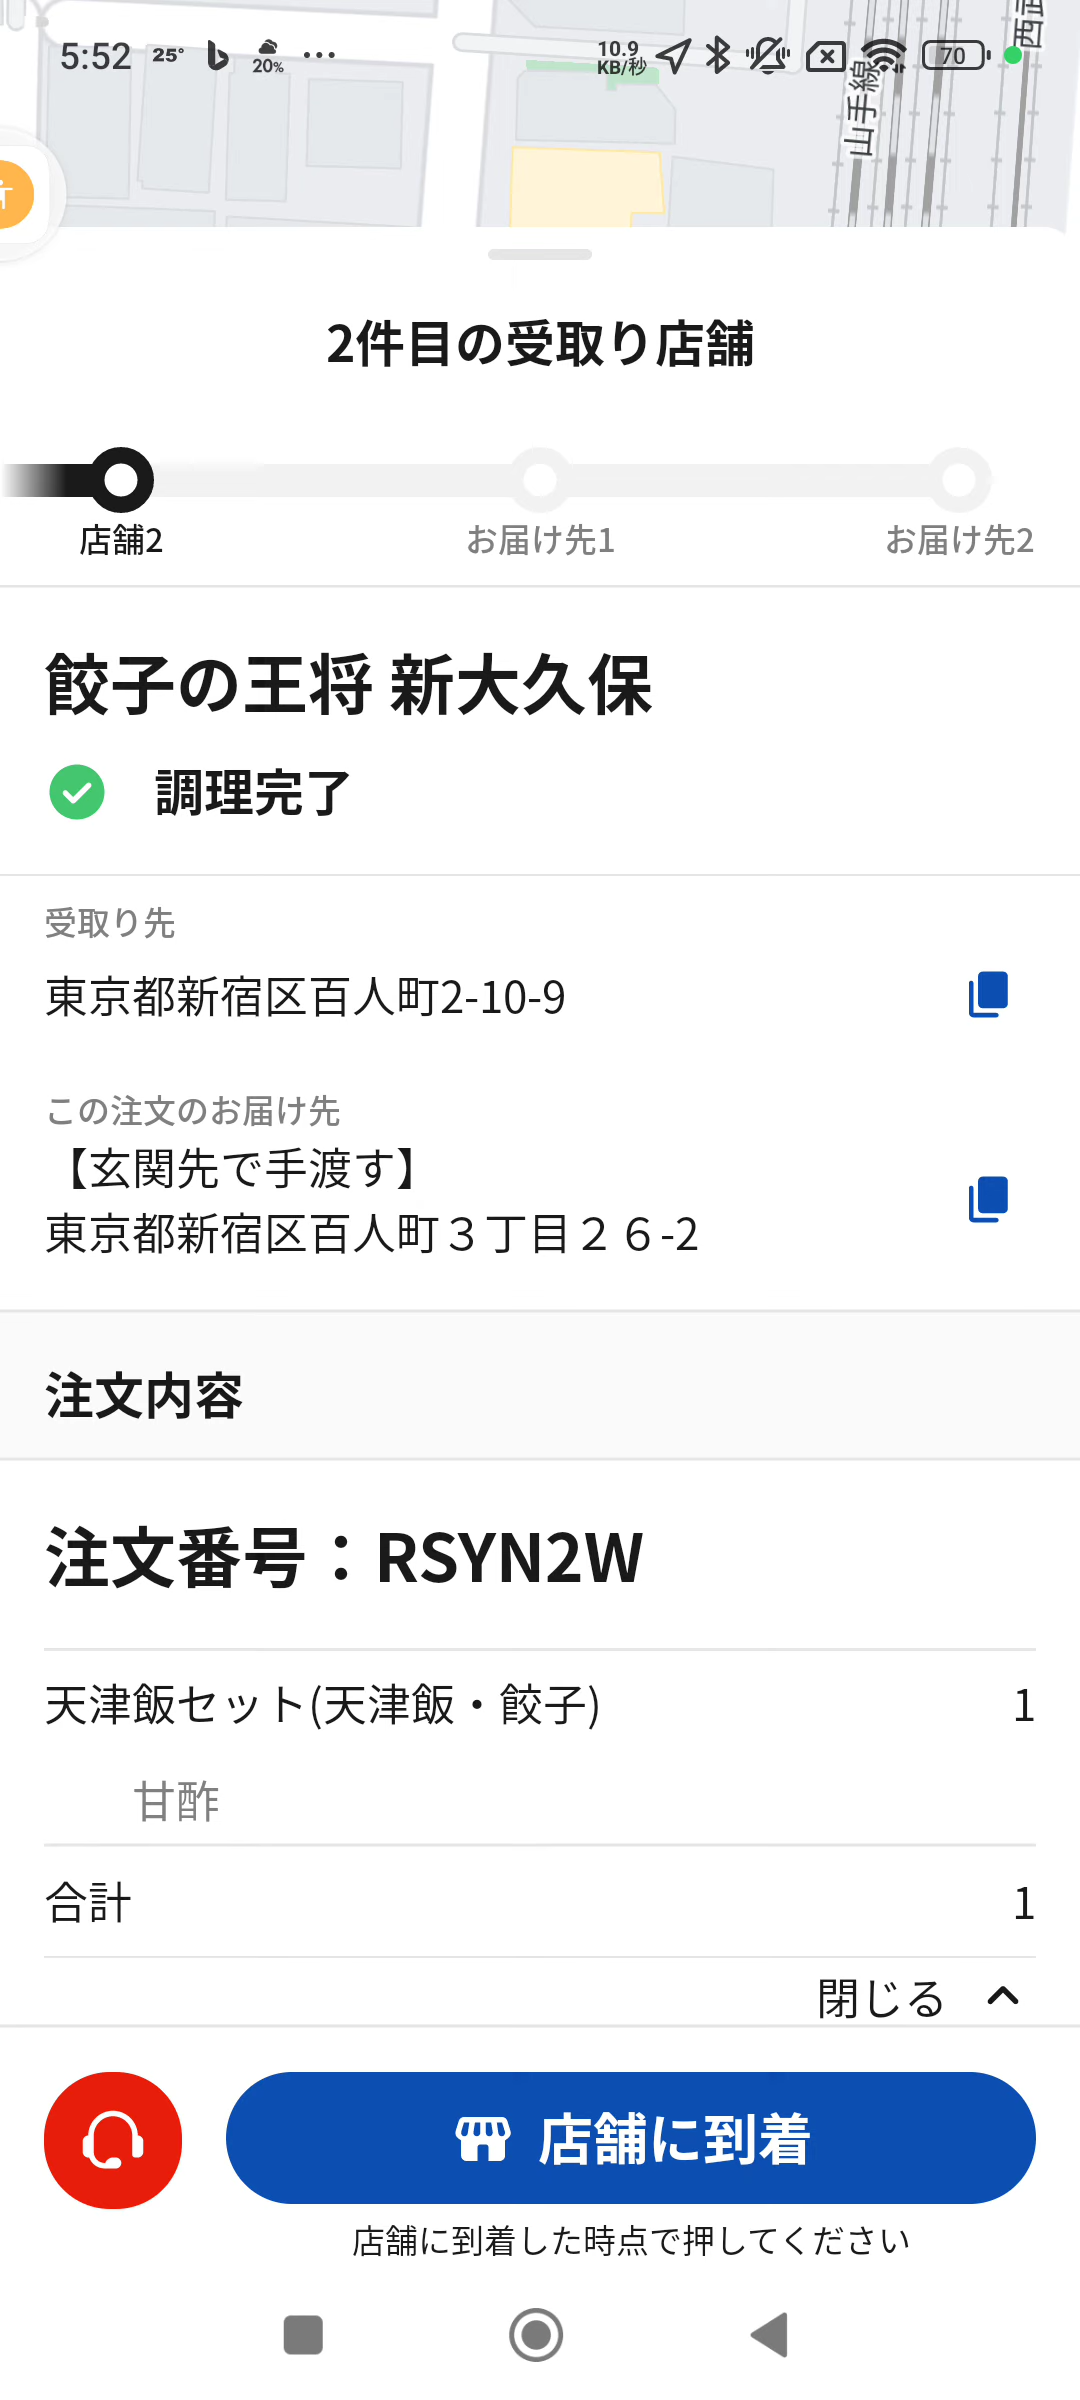 5:52 25° 20% … 10.9 KB/秒 70
西武
山手線
2件目の受取り店舗
店舗2 お届け先1 お届け先2
餃子の王将 新大久保
調理完了
受取り先
東京都新宿区百人町2-10-9
この注文のお届け先
【玄関先で手渡す】
東京都新宿区百人町３丁目２６-2
注文内容
注文番号：RSYN2W
天津飯セット(天津飯・餃子) 1
甘酢
合計 1
閉じる
店舗に到着
店舗に到着した時点で押してください